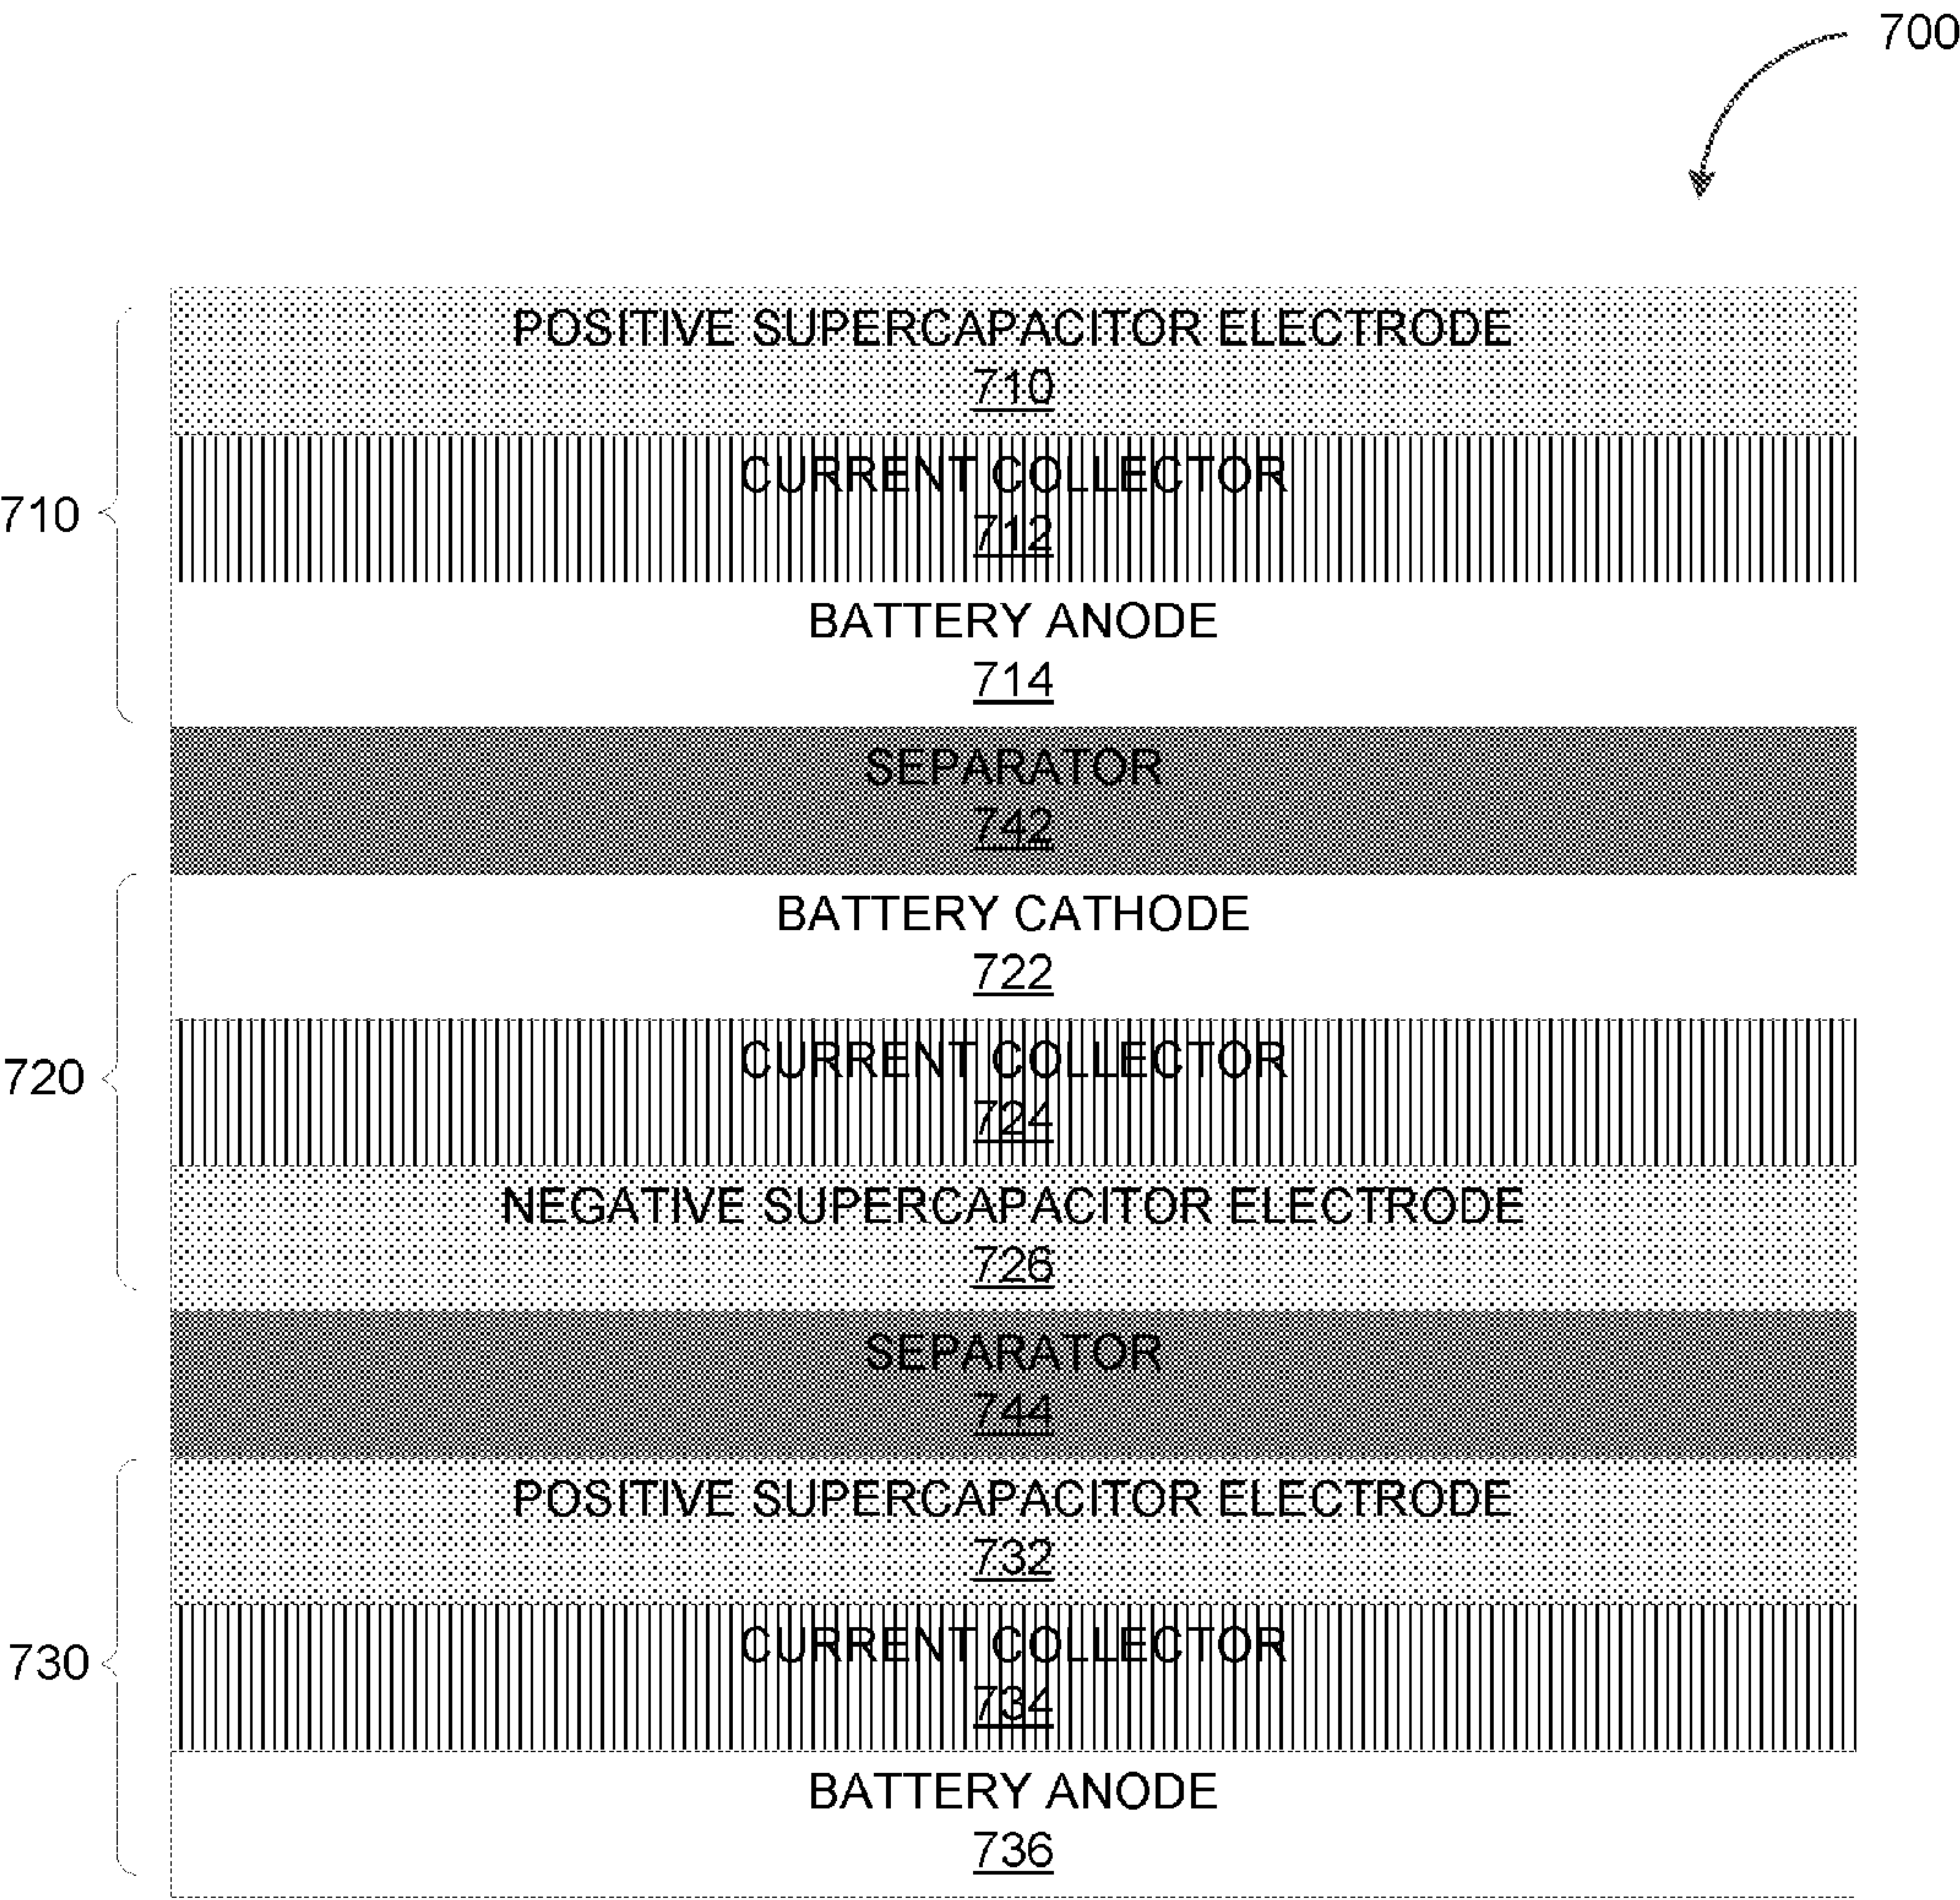 700
POSITIVE SUPERCAPACITOR ELECTRODE
710
CURRENT COLLECTOR
712
710
BATTERY ANODE
714
SEPARATOR
742
BATTERY CATHODE
722
720
CURRENT COLLECTOR
724
NEGATIVE SUPERCAPACITOR ELECTRODE
726
SEPARATOR
744
POSITIVE SUPERCAPACITOR ELECTRODE
732
730
CURRENT COLLECTOR
734
BATTERY ANODE
736